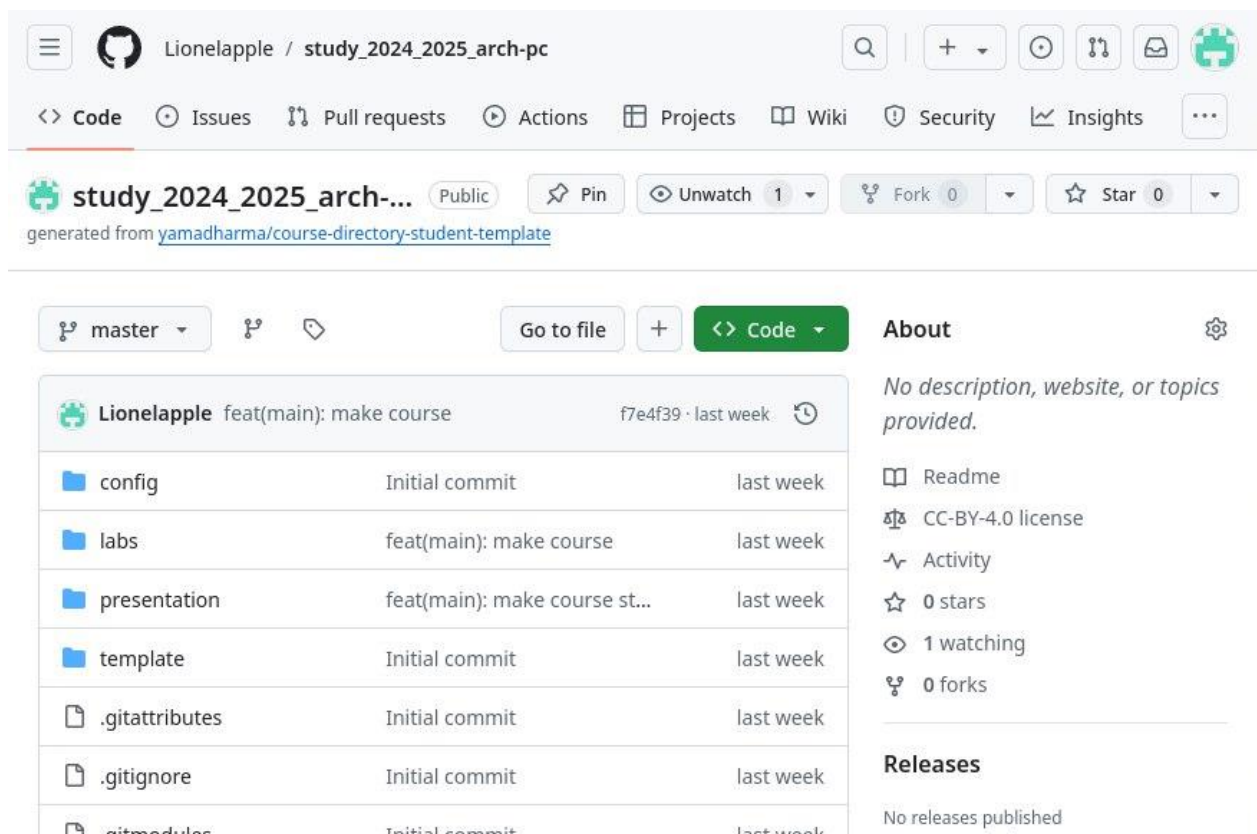 Lionelapple / study_2024_2025_arch-pc
Code Issues Pull requests Actions Projects Wiki Security Insights
study_2024_2025_arch-... Public Pin Unwatch 1 Fork 0 Star 0
generated from yamadharma/course-directory-student-template
master Go to file Code
Lionelapple feat(main): make course f7e4f39 · last week
config Initial commit last week
labs feat(main): make course last week
presentation feat(main): make course st... last week
template Initial commit last week
.gitattributes Initial commit last week
.gitignore Initial commit last week
.gitmodules Initial commit last week
About
No description, website, or topics
provided.
Readme
CC-BY-4.0 license
Activity
0 stars
1 watching
0 forks
Releases
No releases published